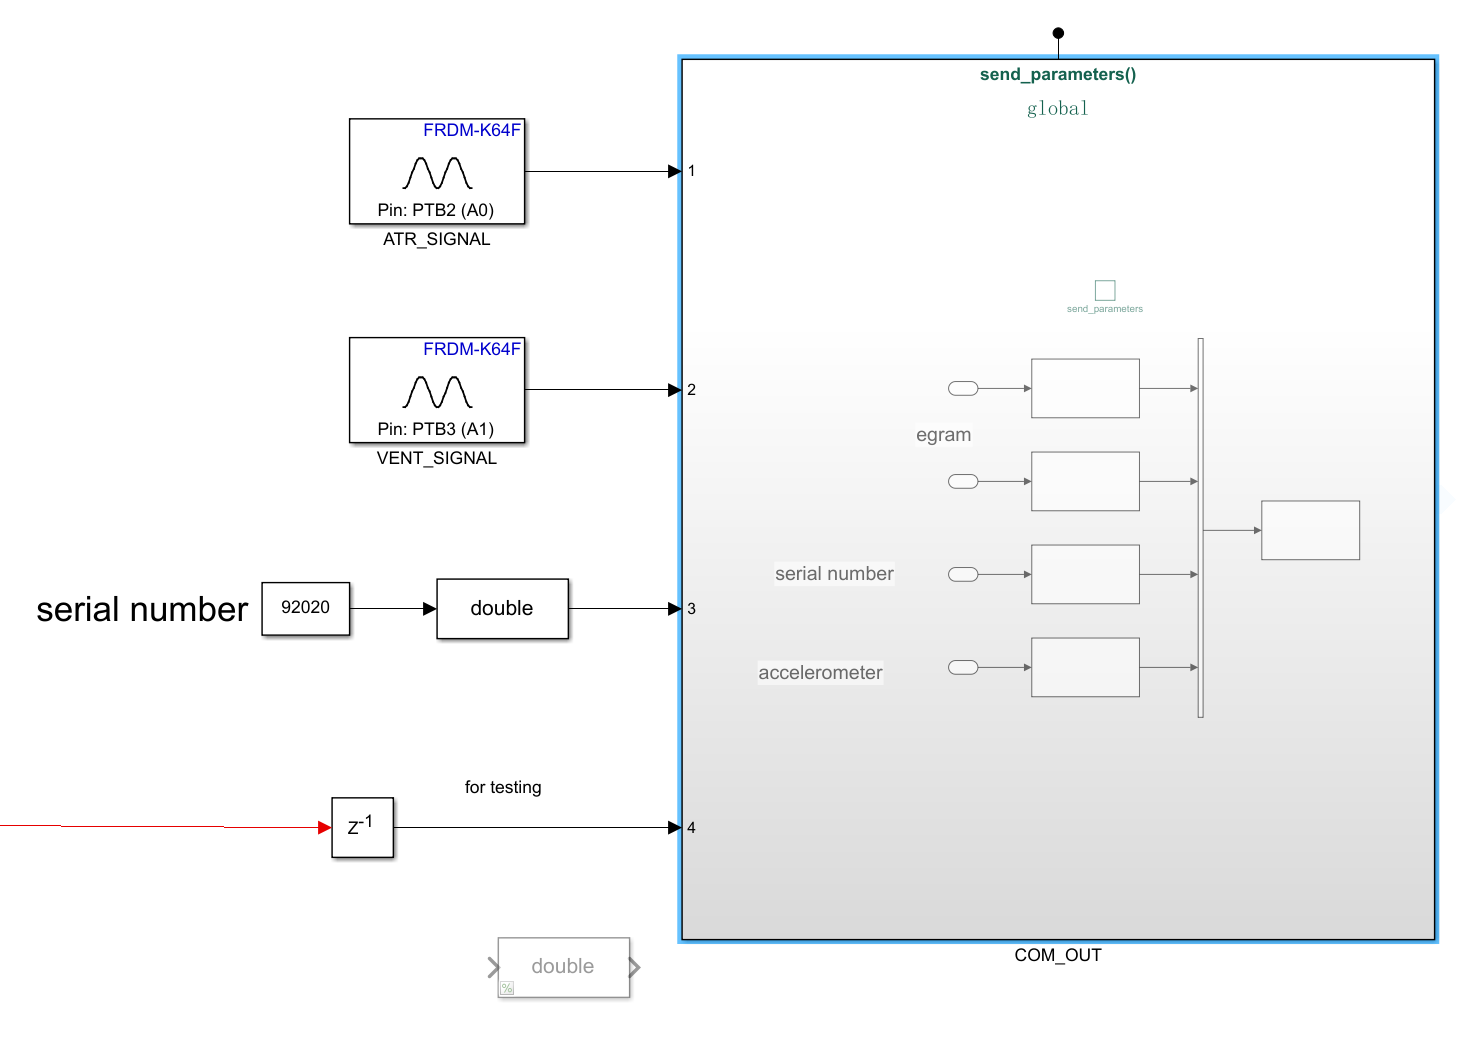 send_parameters()
global
FRDM-K64F
Pin: PTB2 (A0)
ATR_SIGNAL
1
FRDM-K64F
Pin: PTB3 (A1)
VENT_SIGNAL
2
send_parameters
egram
serial number
accelerometer
serial number
92020
double
3
for testing
z-1
4
double
%
COM_OUT